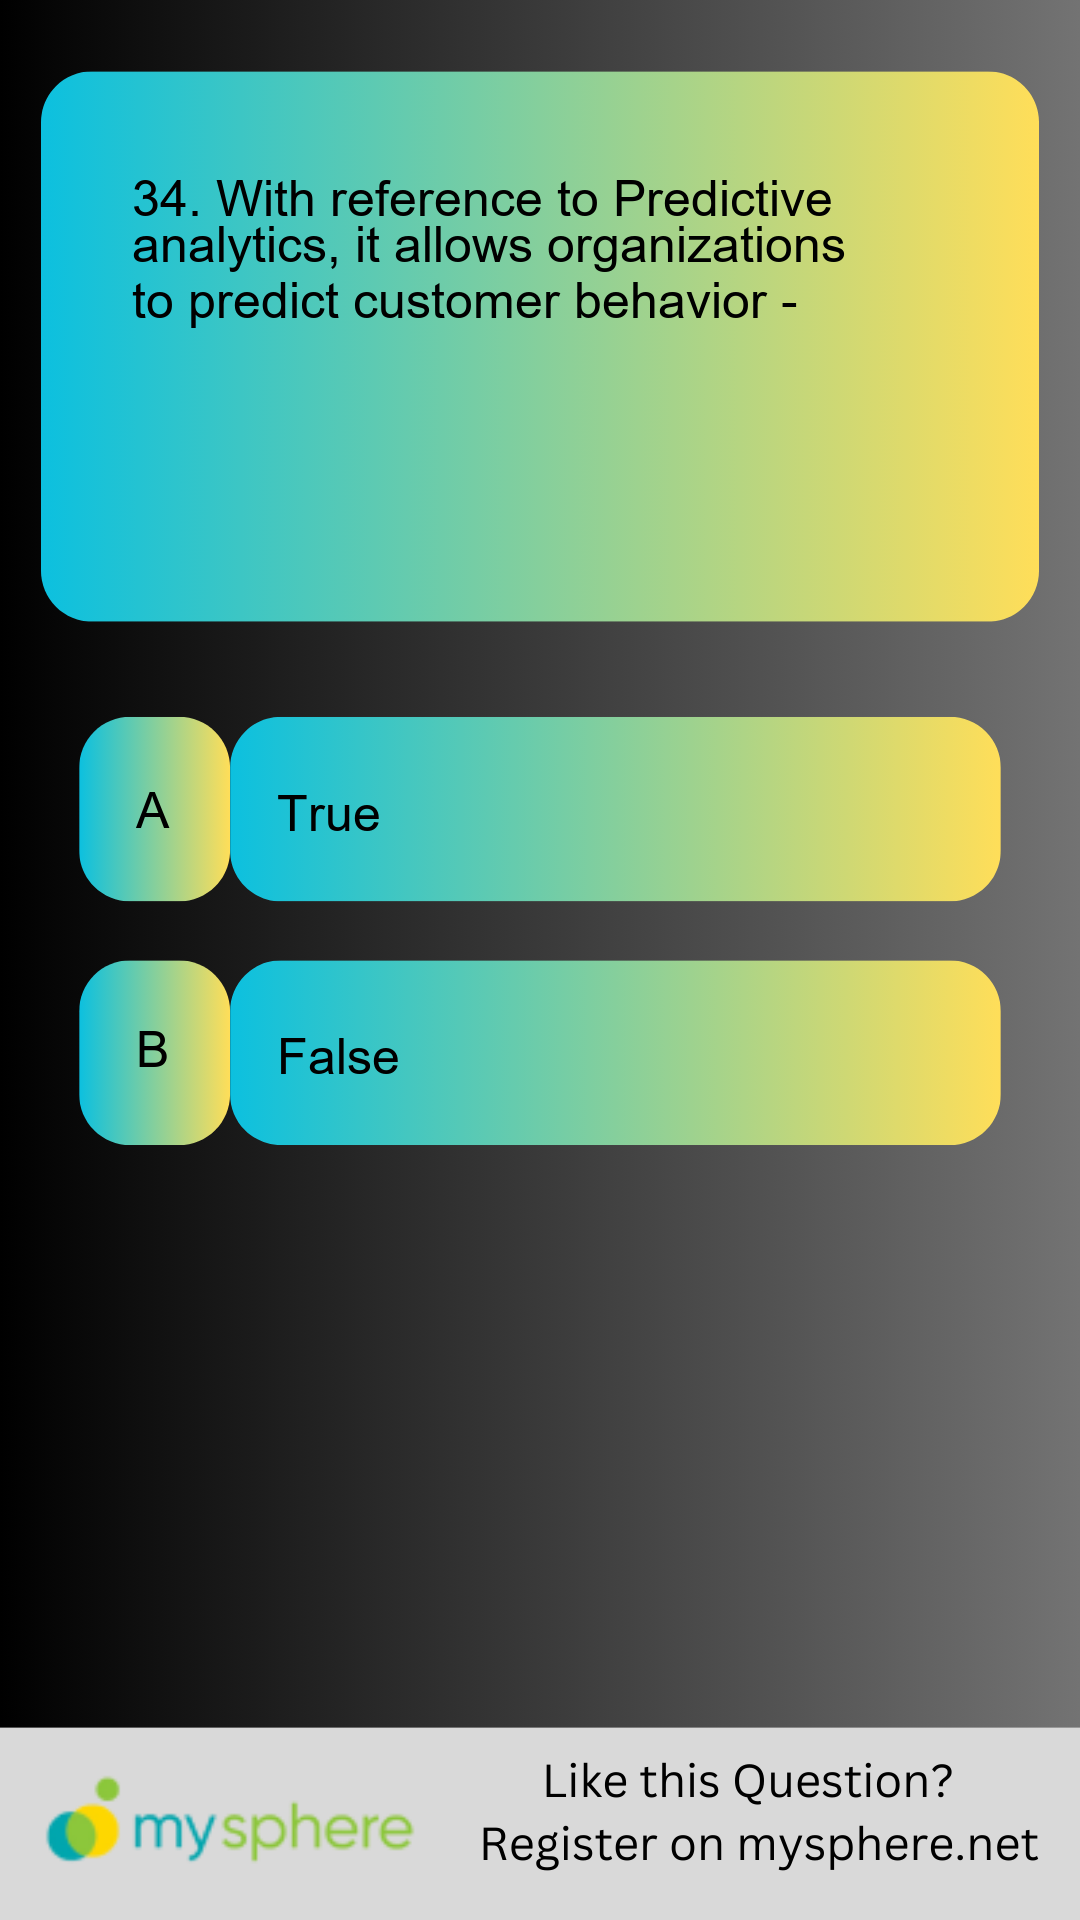 34. With reference to Predictive
analytics, it allows organizations
to predict customer behavior -
A
True
B
False
mysphere
Like this Question?
Register on mysphere.net